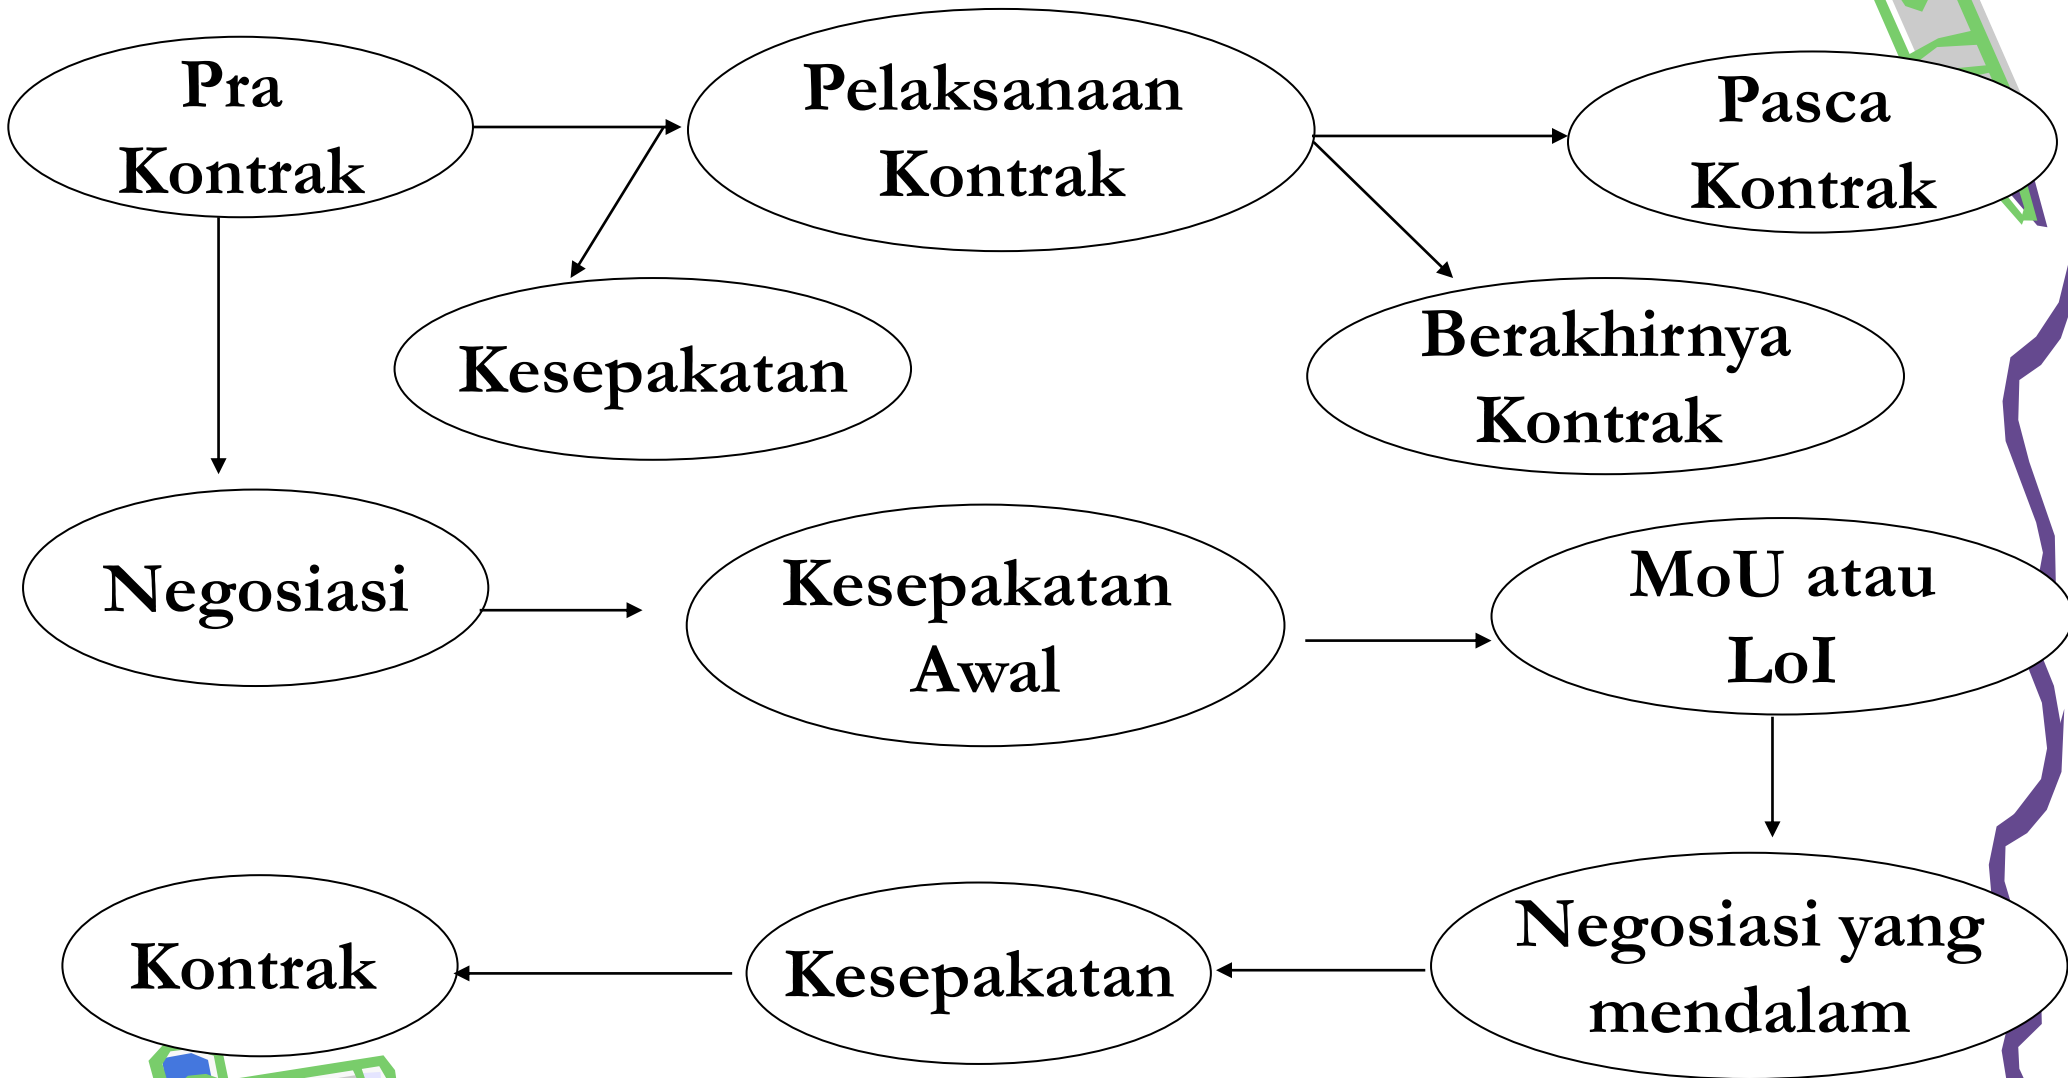 Pra
Kontrak
Pelaksanaan
Kontrak
Pasca
Kontrak
Kesepakatan
Berakhirnya
Kontrak
Negosiasi
Kesepakatan
Awal
MoU atau
LoI
Negosiasi yang
mendalam
Kesepakatan
Kontrak